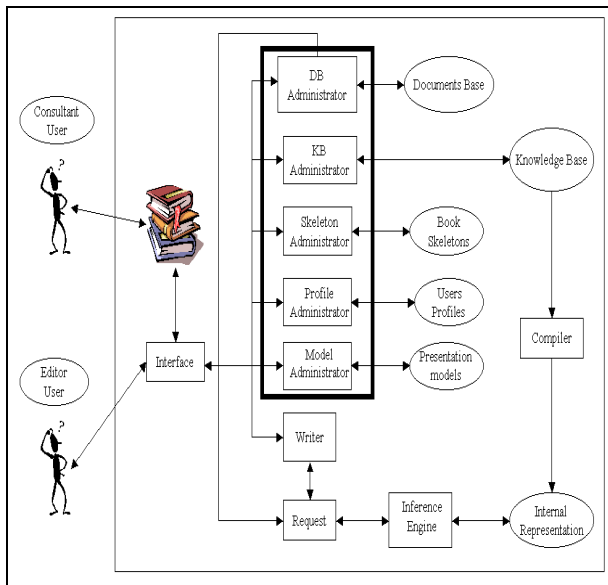 DB
Administrator
Documents Base
Consultant
User
?
KB
Administrator
Knowledge Base
Skeleton
Administrator
Book
Skeletons
Profile
Administrator
Users
Profiles
Interface
Model
Administrator
Presentation
models
Compiler
Editor
User
?
Writer
Request
Inference
Engine
Internal
Representation